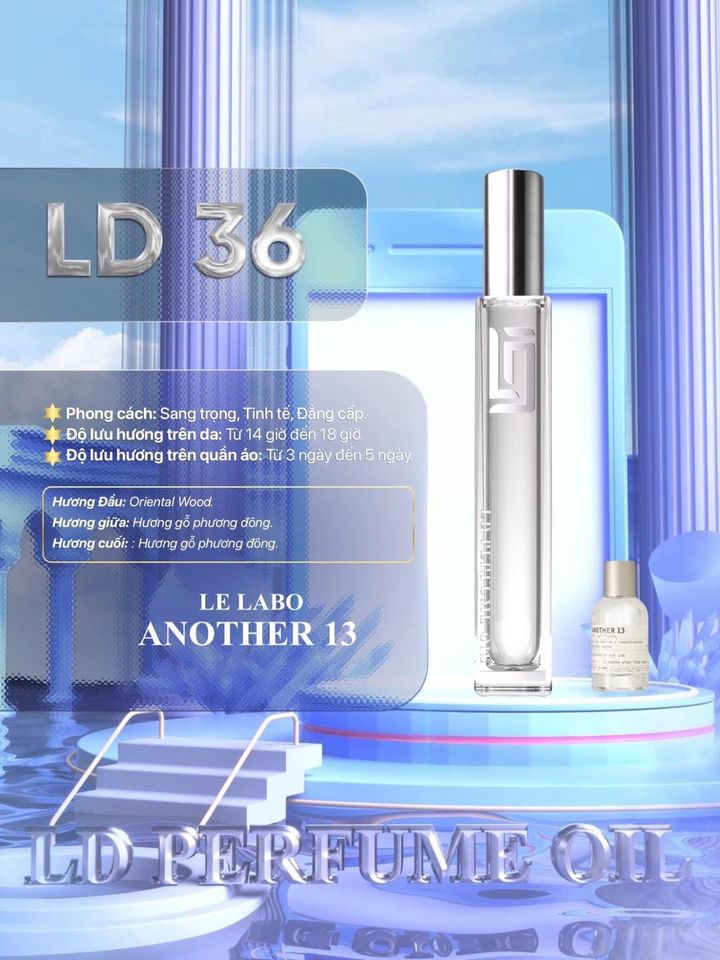 LD 36
Phong cách: Sang trọng, Tinh tế, Đẳng cấp.
Độ lưu hương trên da: Từ 14 giờ đến 18 giờ.
Độ lưu hương trên quần áo: Từ 3 ngày đến 5 ngày.
Hương Đầu: Oriental Wood.
Hương giữa: Hương gỗ phương đông.
Hương cuối: : Hương gỗ phương đông.
LE LABO
ANOTHER 13
ANOTHER 13
LD PERFUME OIL